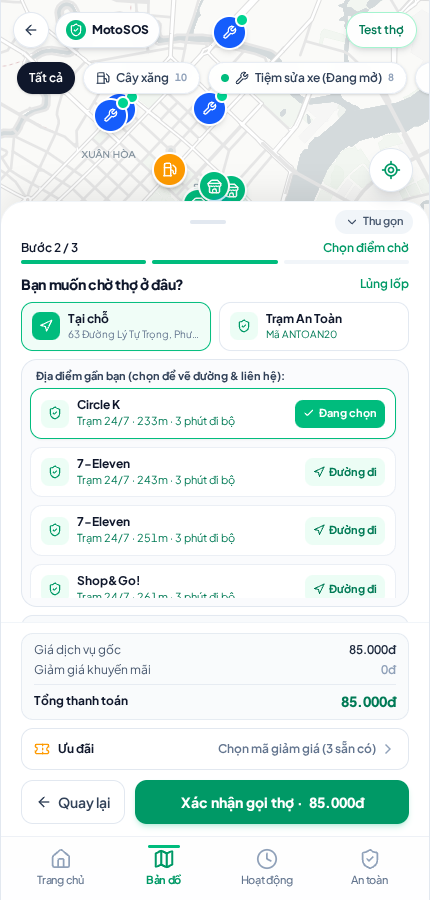 MotoSOS
Test thợ
Tất cả
Cây xăng 10
Tiệm sửa xe (Đang mở) 8
XUÂN HÒA
Thu gọn
Bước 2 / 3
Chọn điểm chờ
Bạn muốn chờ thợ ở đâu?
Lủng lốp
Tại chỗ
63 Đường Lý Tự Trọng, Phư...
Trạm An Toàn
Mã ANTOAN20
Địa điểm gần bạn (chọn để vẽ đường & liên hệ):
Circle K
Trạm 24/7 · 233m · 3 phút đi bộ
Đang chọn
7-Eleven
Trạm 24/7 · 243m · 3 phút đi bộ
Đường đi
7-Eleven
Trạm 24/7 · 251m · 3 phút đi bộ
Đường đi
Shop&Go!
Trạm 24/7 · 261m · 3 phút đi bộ
Đường đi
Giá dịch vụ gốc 85.000đ
Giảm giá khuyến mãi 0đ
Tổng thanh toán 85.000đ
Ưu đãi
Chọn mã giảm giá (3 sẵn có)
Quay lại
Xác nhận gọi thợ · 85.000đ
Trang chủ
Bản đồ
Hoạt động
An toàn